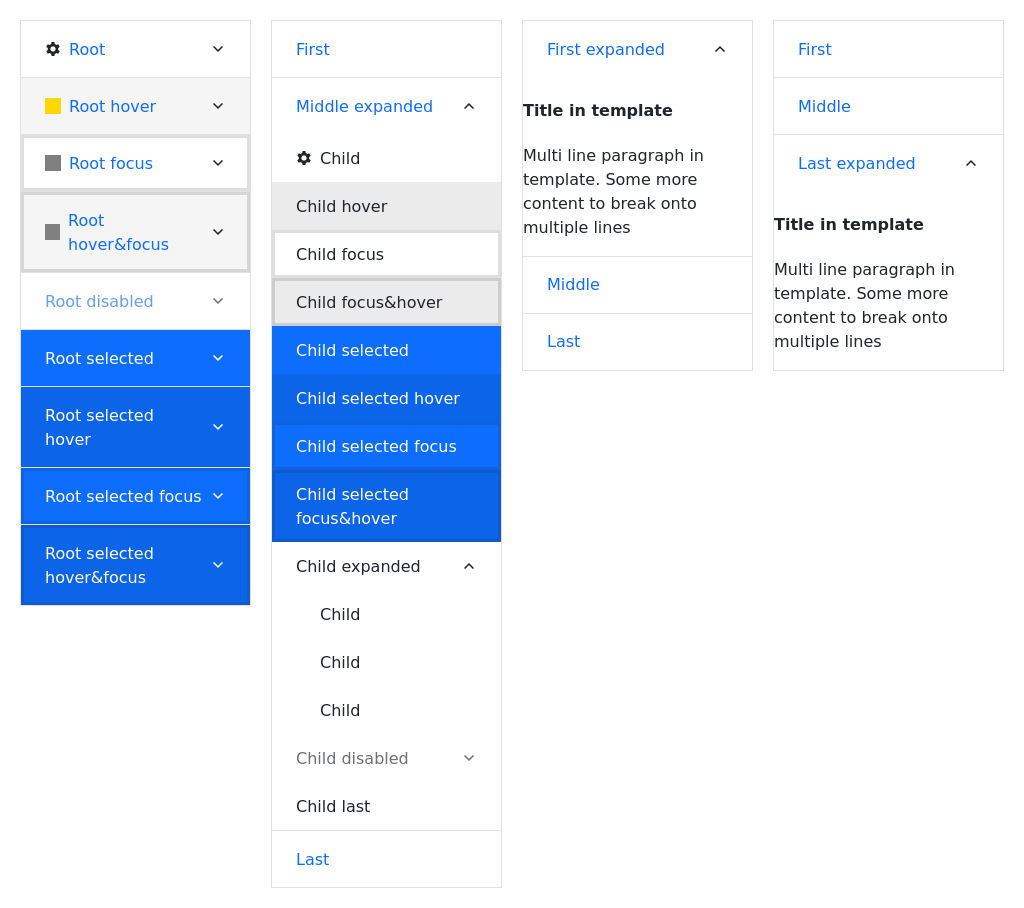 Root
Root hover
Root focus
Root
hover&focus
Root disabled
Root selected
Root selected
hover
Root selected focus
Root selected
hover&focus
First
Middle expanded
Child
Child hover
Child focus
Child focus&hover
Child selected
Child selected hover
Child selected focus
Child selected
focus&hover
Child expanded
Child
Child
Child
Child disabled
Child last
Last
First expanded
Title in template
Multi line paragraph in
template. Some more
content to break onto
multiple lines
Middle
Last
First
Middle
Last expanded
Title in template
Multi line paragraph in
template. Some more
content to break onto
multiple lines